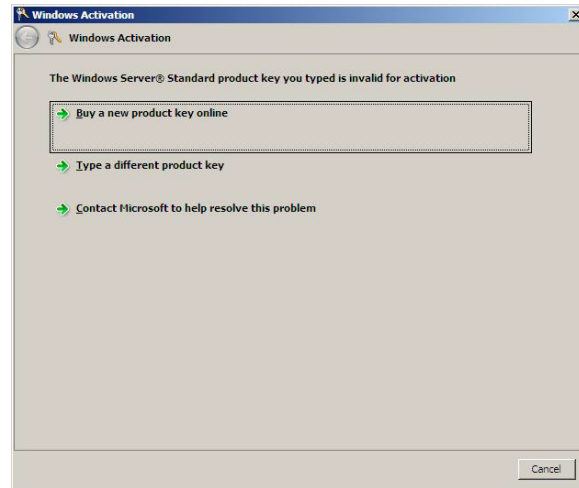 Windows Activation
Windows Activation
The Windows Server® Standard product key you typed is invalid for activation
Buy a new product key online
Type a different product key
Contact Microsoft to help resolve this problem
Cancel